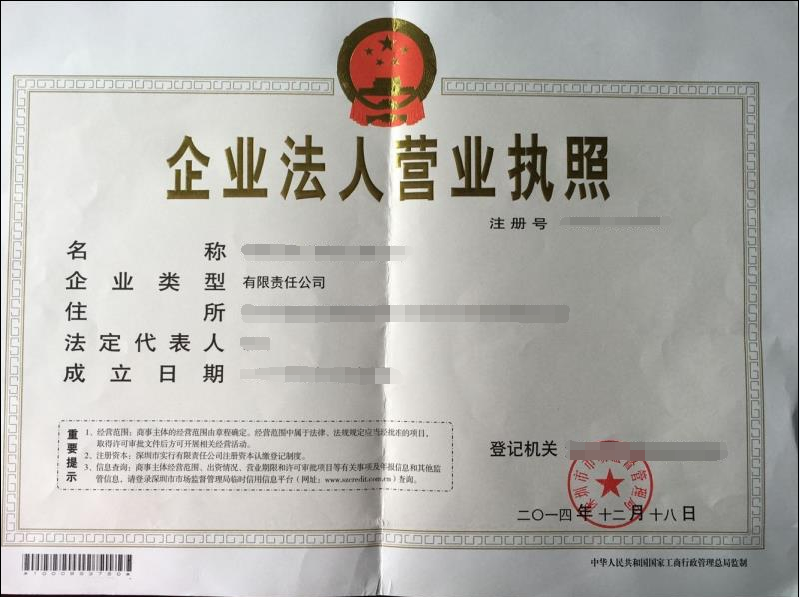 企业法人营业执照
注册号
名称
企业类型 有限责任公司
住所
法定代表人
成立日期
重要提示
1、经营范围：商事主体的经营范围由章程确定。经营范围中属于法律、法规规定应当经批准的项目，
取得许可审批文件后方可开展相关经营活动。
2、注册资本：深圳市实行有限责任公司注册资本认缴登记制度。
3、信息查询：商事主体经营范围、出资情况、营业期限和许可审批项目等有关事项及年报信息和其他监
管信息，请登录深圳市市场监督管理局临时信用信息平台（网址：www.szcredit.com.cn）查询。
登记机关
深圳市市场监督管理局
二〇一四年十二月十八日
中华人民共和国国家工商行政管理总局监制